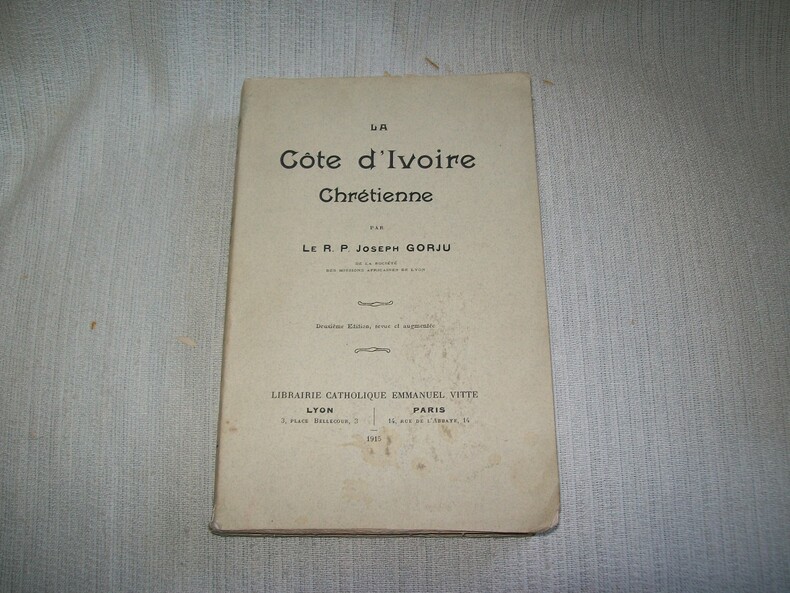 LA
Côte d'Ivoire
Chrétienne
PAR
LE R. P. JOSEPH GORJU
DE LA SOCIÉTÉ
DES MISSIONS AFRICAINES DE LYON
Deuxième Edition, revue et augmentée
LIBRAIRIE CATHOLIQUE EMMANUEL VITTE
LYON
3, PLACE BELLECOUR, 3
PARIS
14, RUE DE L'ABBAYE, 14
1915